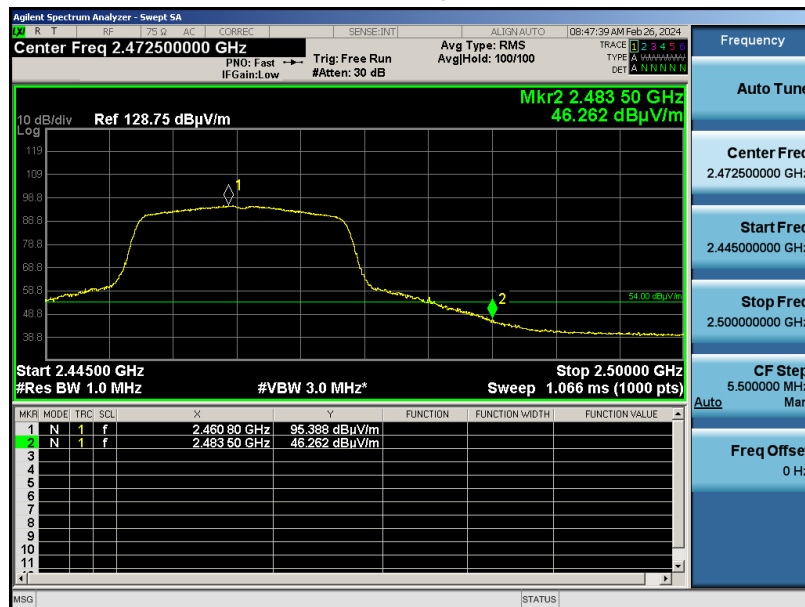 Agilent Spectrum Analyzer - Swept SA
LXI R T RF 75 Ω AC CORREC SENSE:INT ALIGN AUTO 08:47:39 AM Feb 26, 2024
Center Freq 2.472500000 GHz
PNO: Fast
IFGain:Low
Trig: Free Run
#Atten: 30 dB
Avg Type: RMS
Avg|Hold: 100/100
TRACE 1 2 3 4 5 6
TYPE A WWWWW
DET A N N N N N
Mkr2 2.483 50 GHz
46.262 dBµV/m
10 dB/div Ref 128.75 dBµV/m
Log
119
109
98.8
88.8
78.8
68.8
58.8
48.8
38.8
1
2
54.00 dBµV/m
Start 2.44500 GHz Stop 2.50000 GHz
#Res BW 1.0 MHz #VBW 3.0 MHz* Sweep 1.066 ms (1000 pts)
MKR MODE TRC SCL X Y FUNCTION FUNCTION WIDTH FUNCTION VALUE
1 N 1 f 2.460 80 GHz 95.388 dBµV/m
2 N 1 f 2.483 50 GHz 46.262 dBµV/m
3
4
5
6
7
8
9
10
11
MSG STATUS
Frequency
Auto Tune
Center Freq
2.472500000 GHz
Start Freq
2.445000000 GHz
Stop Freq
2.500000000 GHz
CF Step
5.500000 MHz
Auto Man
Freq Offset
0 Hz